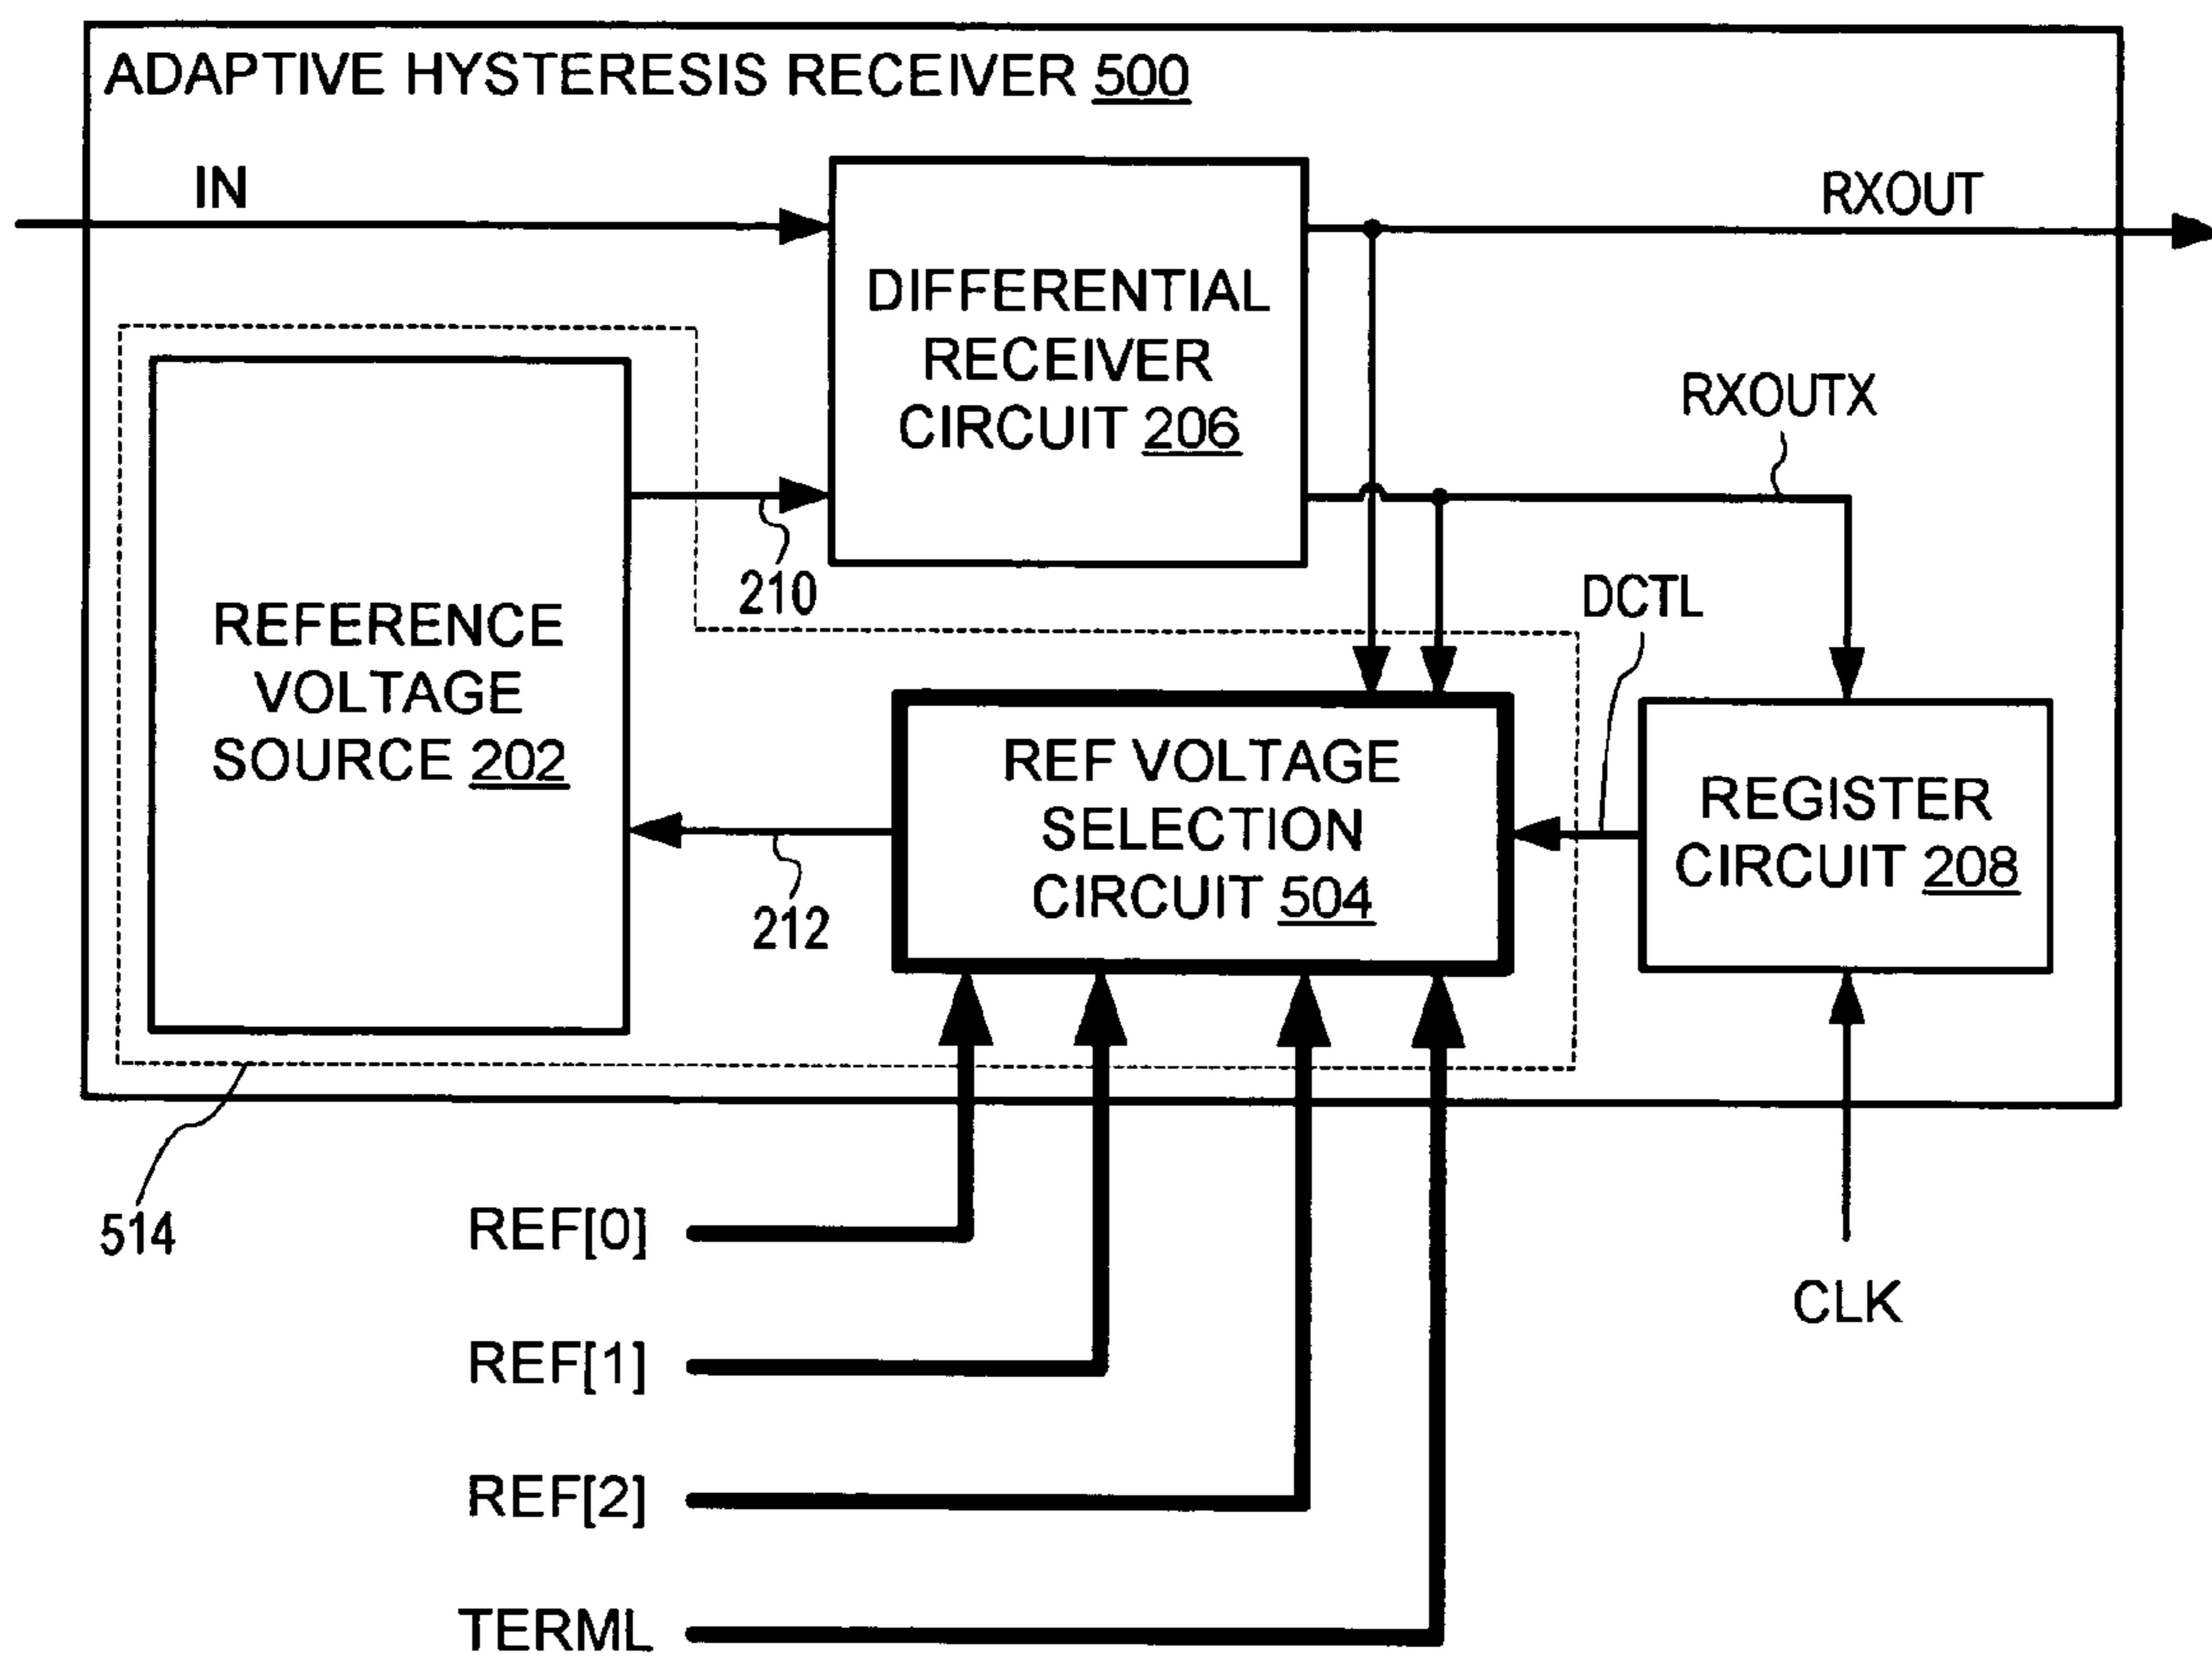 ADAPTIVE HYSTERESIS RECEIVER 500
IN
RXOUT
DIFFERENTIAL
RECEIVER
CIRCUIT 206
RXOUTX
210
DCTL
REFERENCE
VOLTAGE
SOURCE 202
REF VOLTAGE
SELECTION
CIRCUIT 504
REGISTER
CIRCUIT 208
212
514
REF[0]
CLK
REF[1]
REF[2]
TERML